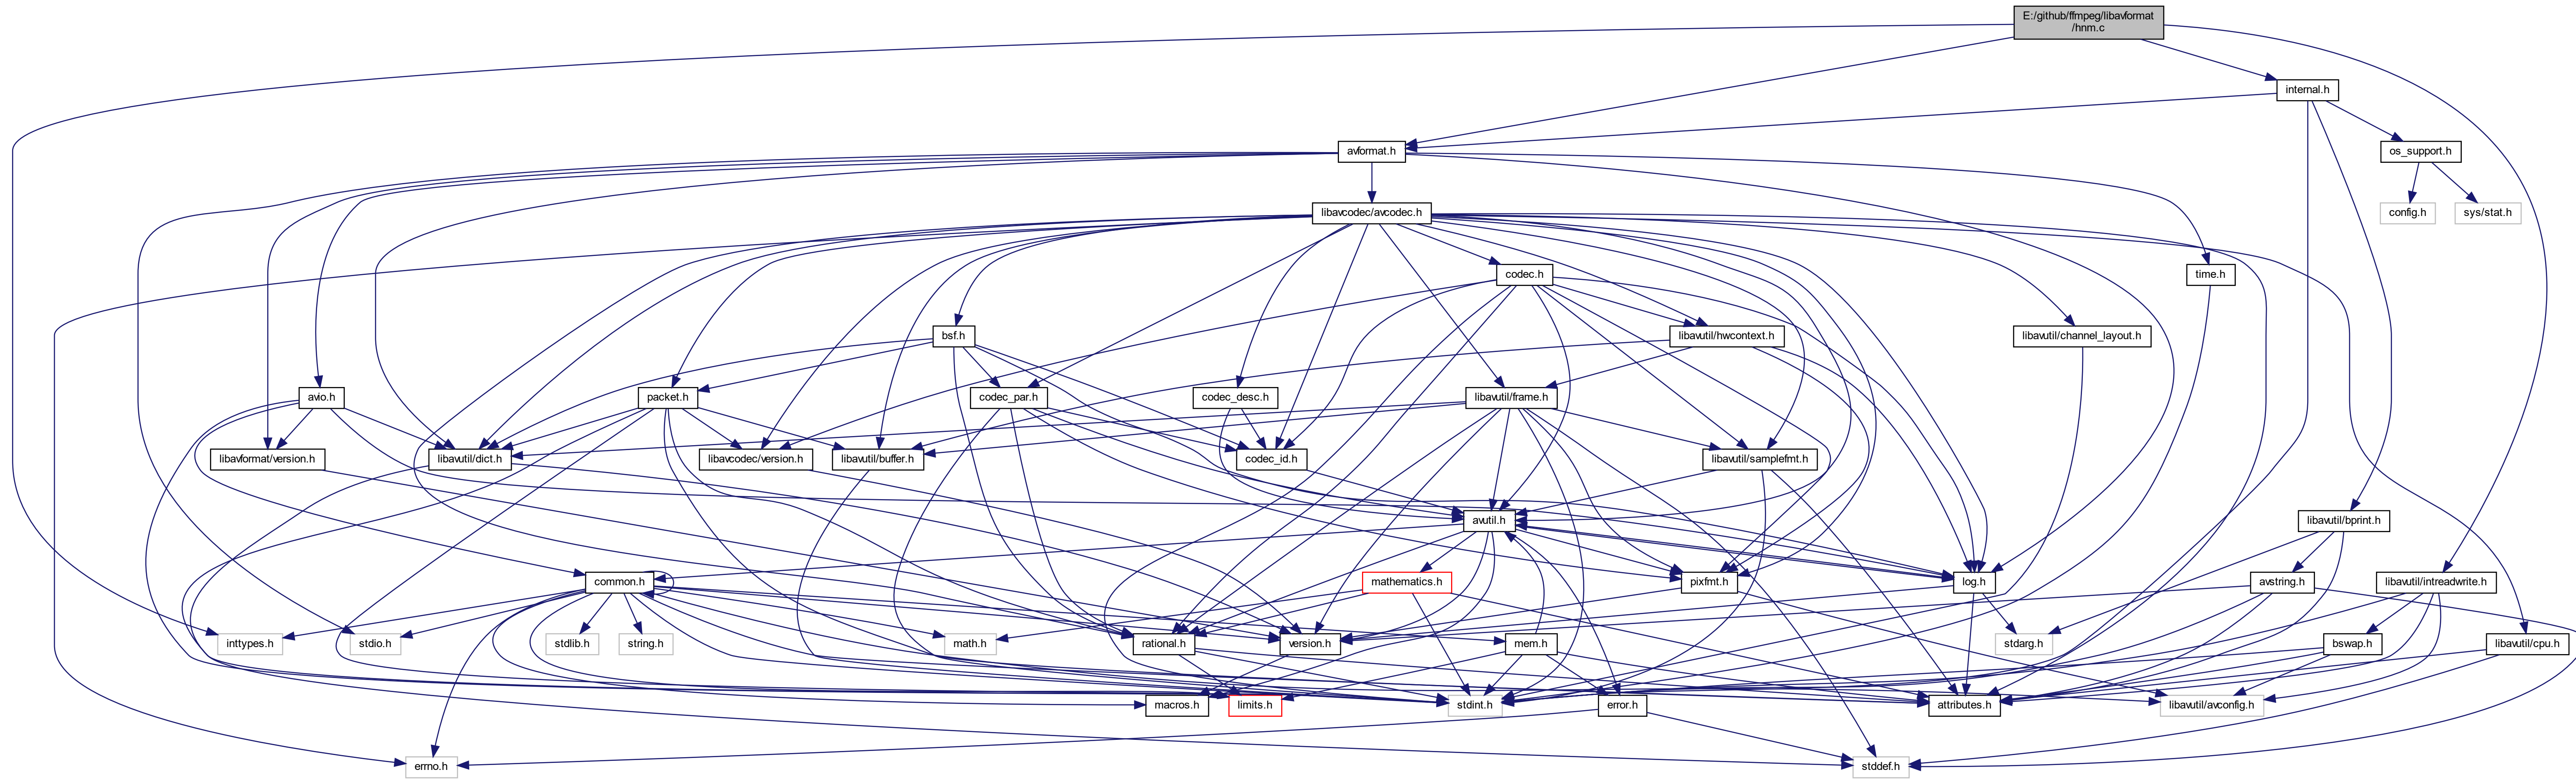 E:/github/ffmpeg/libavformat
/hnm.c
internal.h
avformat.h
os_support.h
libavcodec/avcodec.h
config.h
sys/stat.h
codec.h
time.h
bsf.h
libavutil/hwcontext.h
libavutil/channel_layout.h
avio.h
packet.h
codec_par.h
codec_desc.h
libavutil/frame.h
libavformat/version.h
libavutil/dict.h
libavcodec/version.h
libavutil/buffer.h
codec_id.h
libavutil/samplefmt.h
avutil.h
libavutil/bprint.h
common.h
mathematics.h
pixfmt.h
log.h
avstring.h
libavutil/intreadwrite.h
inttypes.h
stdio.h
stdlib.h
string.h
math.h
rational.h
version.h
mem.h
stdarg.h
bswap.h
libavutil/cpu.h
macros.h
limits.h
stdint.h
error.h
attributes.h
libavutil/avconfig.h
errno.h
stddef.h